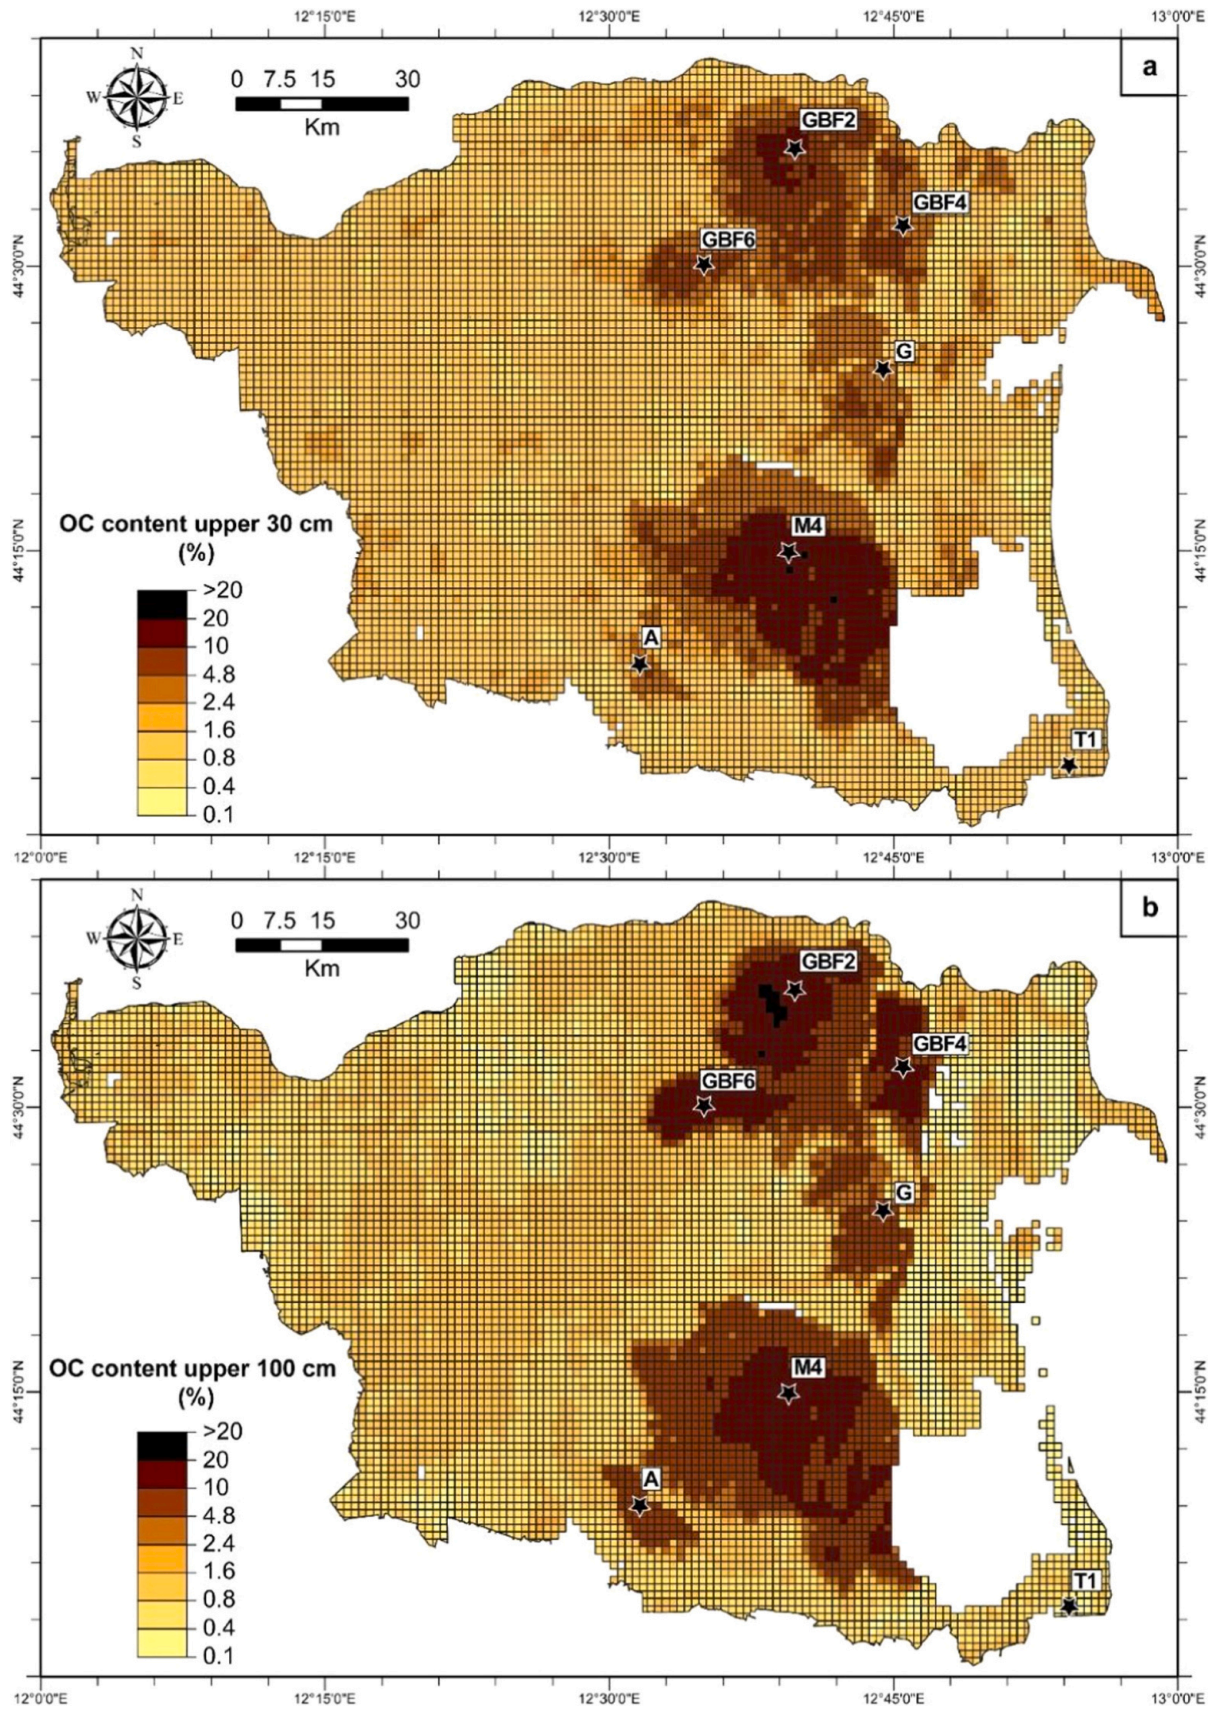 12°15'0"E 12°30'0"E 12°45'0"E 13°0'0"E
a
N
W E
S
0 7.5 15 30
Km
GBF2
GBF4
GBF6
44°30'0"N 44°30'0"N
G
OC content upper 30 cm
(%)
M4
44°15'0"N 44°15'0"N
>20
20
10
4.8
2.4
1.6
0.8
0.4
0.1
A
T1
12°0'0"E 12°15'0"E 12°30'0"E 12°45'0"E 13°0'0"E
b
N
W E
S
0 7.5 15 30
Km
GBF2
GBF4
GBF6
44°30'0"N 44°30'0"N
G
OC content upper 100 cm
(%)
M4
44°15'0"N 44°15'0"N
>20
20
10
4.8
2.4
1.6
0.8
0.4
0.1
A
T1
12°0'0"E 12°15'0"E 12°30'0"E 12°45'0"E 13°0'0"E